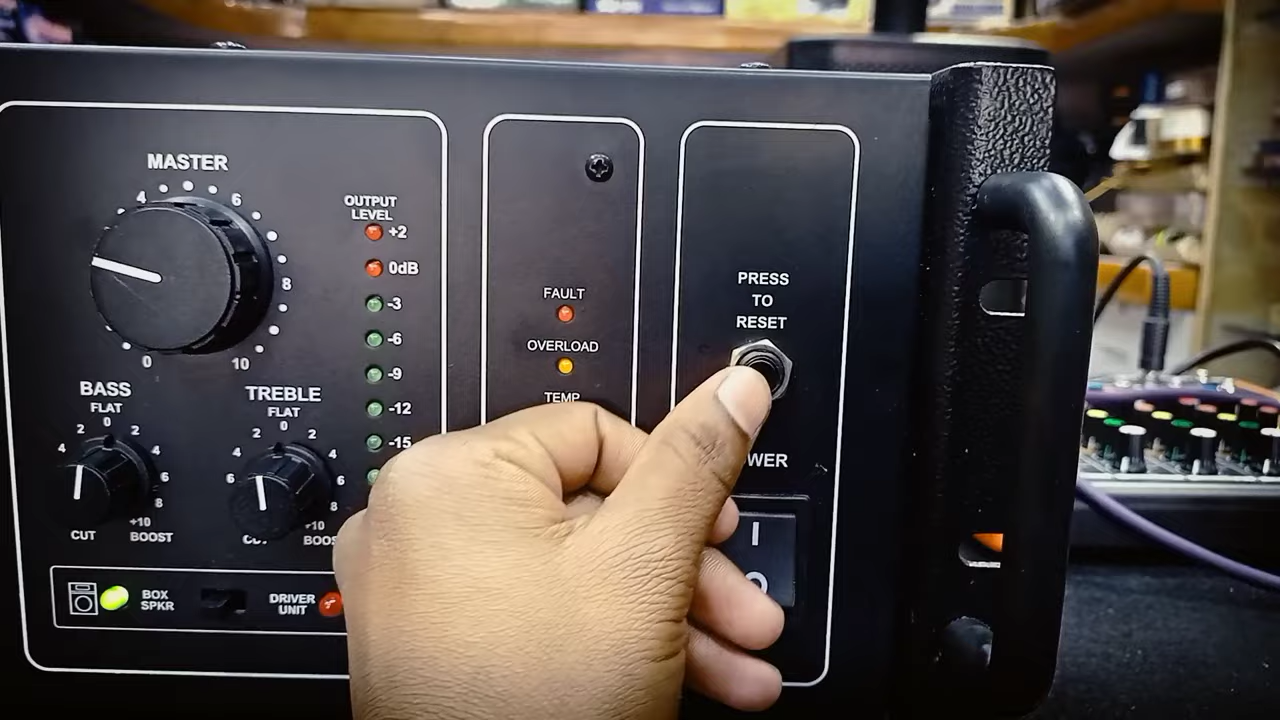 MASTER
4 6
8
0 10
OUTPUT
LEVEL
+2
0dB
-3
-6
-9
-12
-15
BASS
FLAT
0
2 2
4 4
6
8
+10
CUT BOOST
TREBLE
FLAT
0
2 2
4 4
6 6
8
+10
BOX
SPKR
DRIVER
UNIT
FAULT
OVERLOAD
TEMP
PRESS
TO
RESET
I